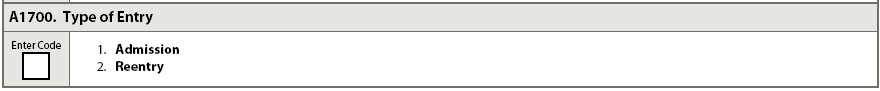 A1700. Type of Entry
Enter Code
1. Admission
2. Reentry